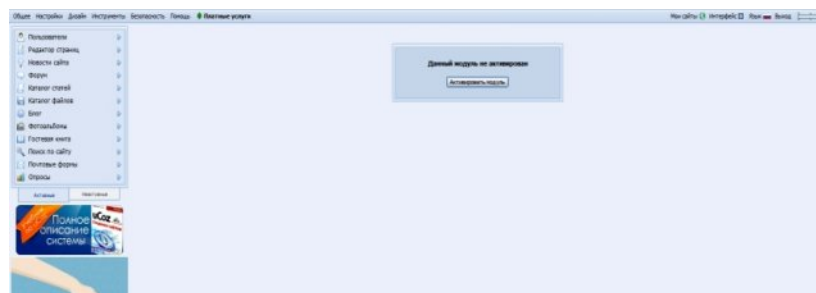 Общее Настройки Дизайн Инструменты Безопасность Помощь Платные услуги
Мои сайты Интерфейс Язык Выход
Пользователи
Редактор страниц
Новости сайта
Форум
Каталог статей
Каталог файлов
Блог
Фотоальбомы
Гостевая книга
Поиск по сайту
Почтовые формы
Опросы
Активные Неактивные
Данный модуль не активирован
Активировать модуль
Полное
описание
системы
uCoz